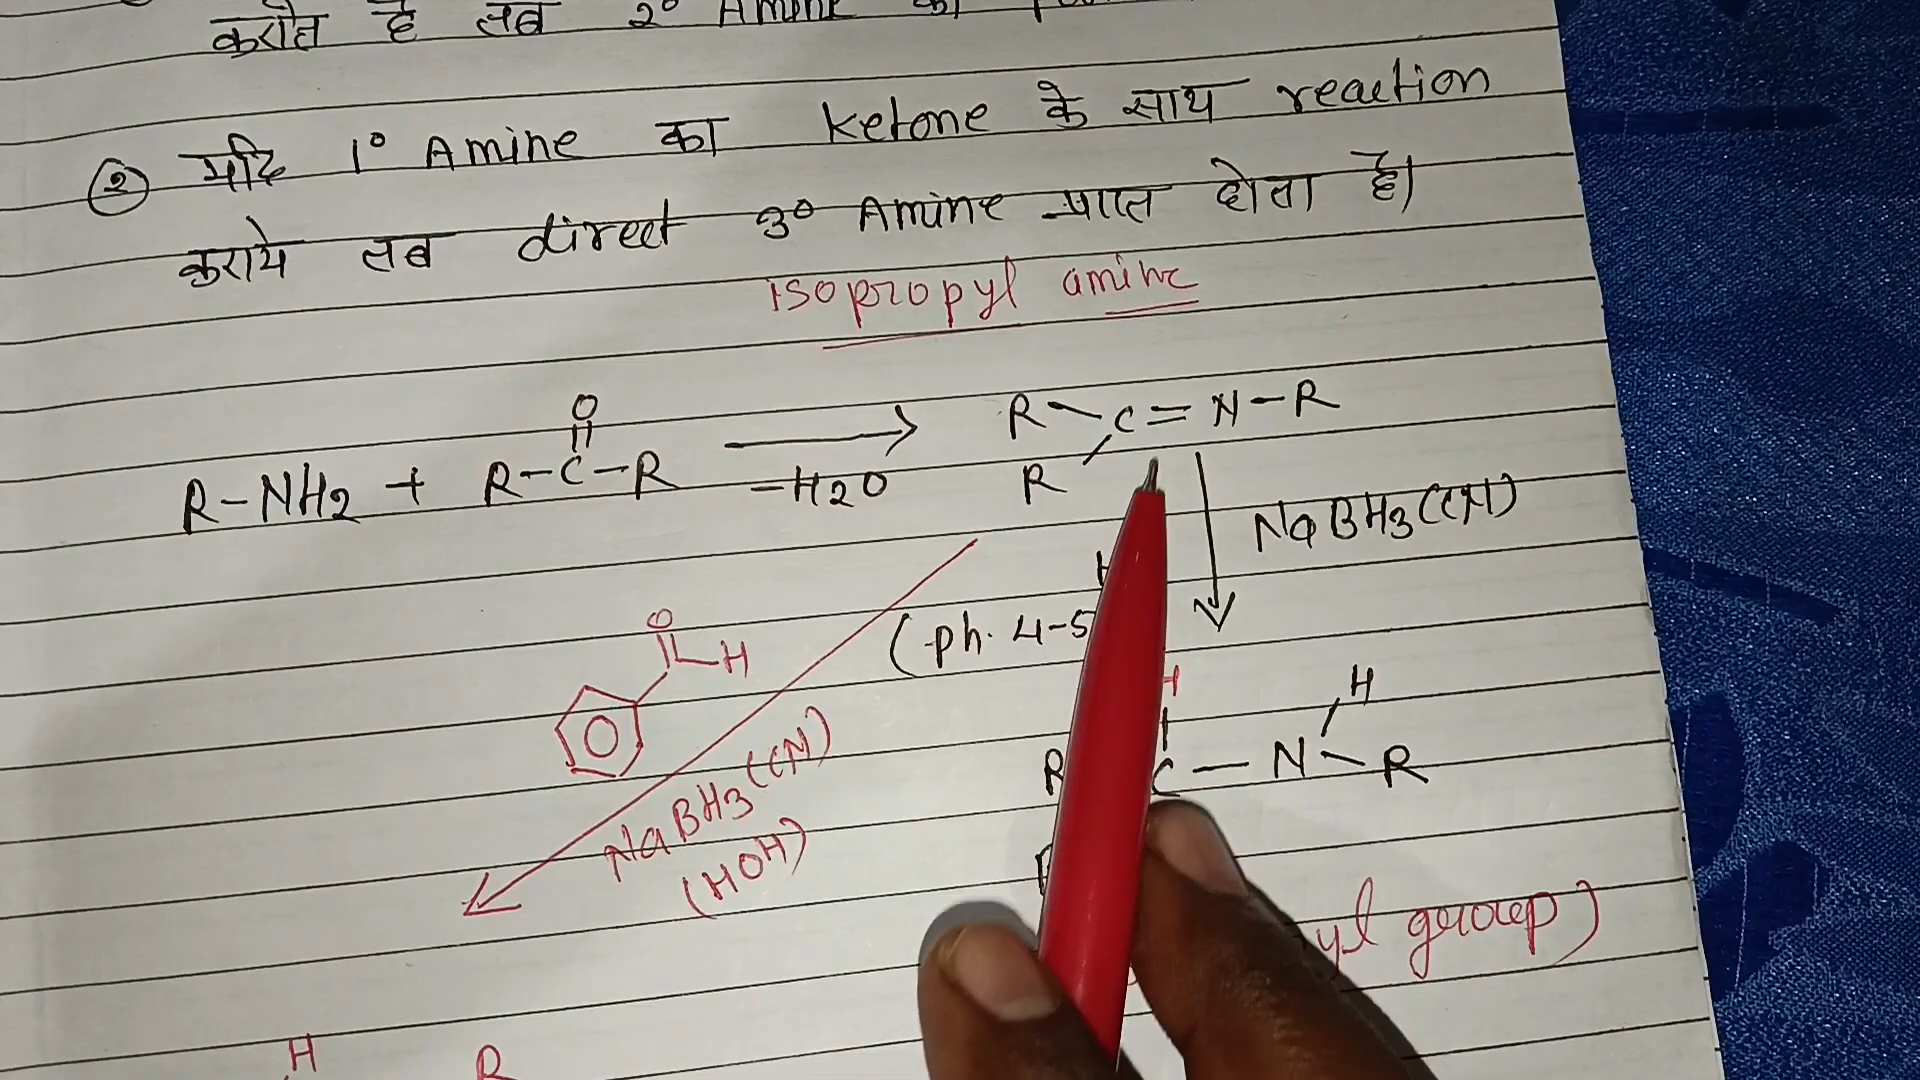 कराते है तब 2° Amine का
② यदि 1° Amine का ketone के साथ reaction
कराये तब direct 3° Amine प्राप्त होता है।
isopropyl amine
R-NH2 + R-C-R → R C = N-R
O
-H2O
R
NaBH3(CN)
(ph. 4-5
O
H
H
H
NaBH3(CN)
(HOH)
R C - N - R
yl group)
H R